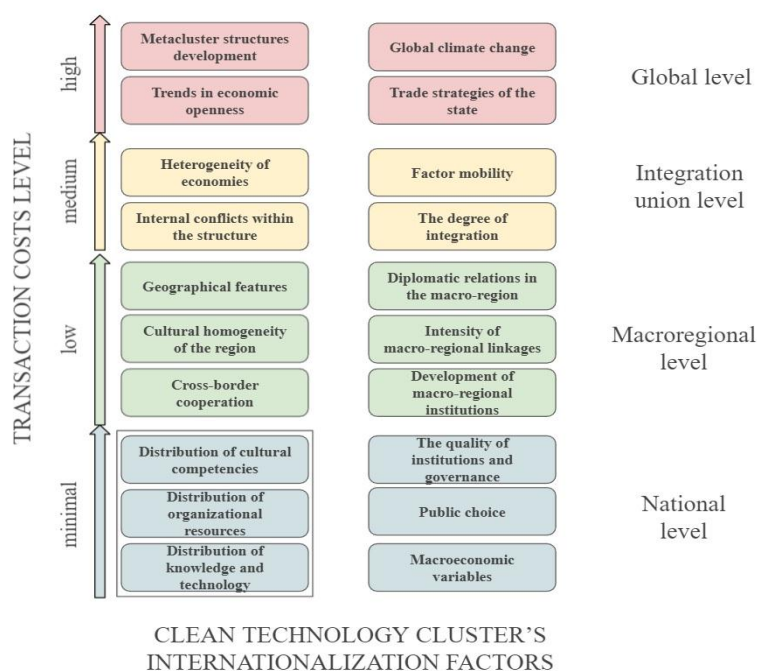 TRANSACTION COSTS LEVEL
high
Metacluster structures
development
Global climate change
Trends in economic
openness
Trade strategies of the
state
Global level
medium
Heterogeneity of
economies
Factor mobility
Internal conflicts within
the structure
The degree of
integration
Integration
union level
low
Geographical features
Diplomatic relations in
the macro-region
Cultural homogeneity
of the region
Intensity of
macro-regional linkages
Cross-border
cooperation
Development of
macro-regional
institutions
Macroregional
level
minimal
Distribution of cultural
competencies
The quality of
institutions and
governance
Distribution of
organizational
resources
Public choice
Distribution of
knowledge and
technology
Macroeconomic
variables
National
level
CLEAN TECHNOLOGY CLUSTER'S
INTERNATIONALIZATION FACTORS